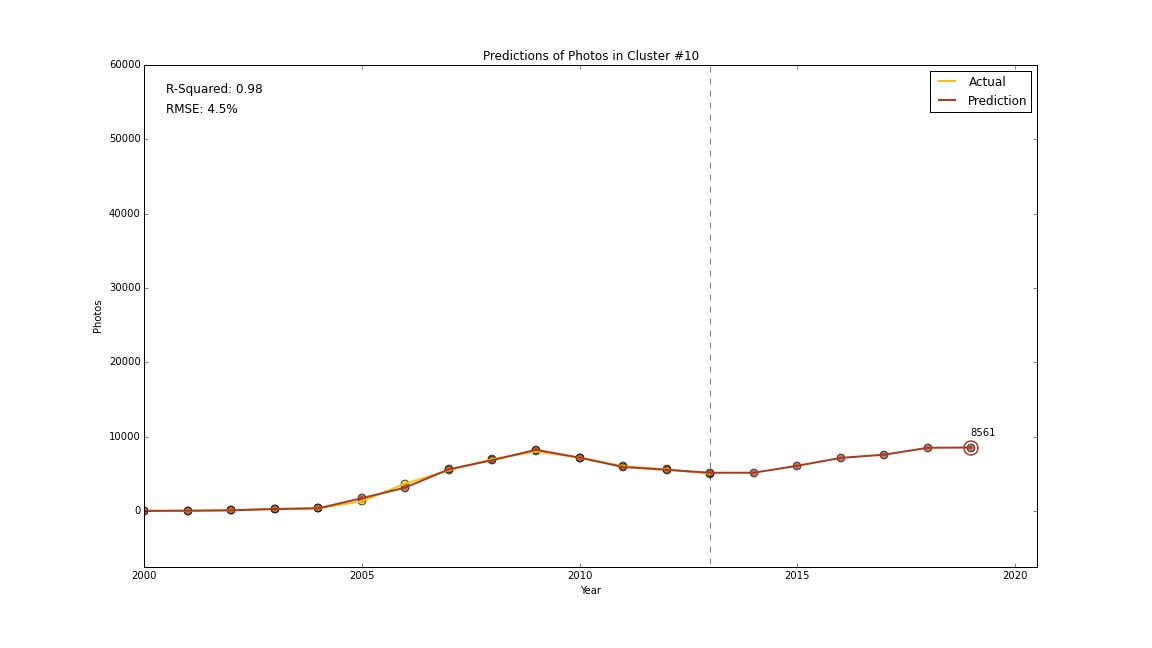 Predictions of Photos in Cluster #10
R-Squared: 0.98
RMSE: 4.5%
Actual
Prediction
60000
50000
40000
30000
20000
10000
0
Photos
8561
2000 2005 2010 2015 2020
Year